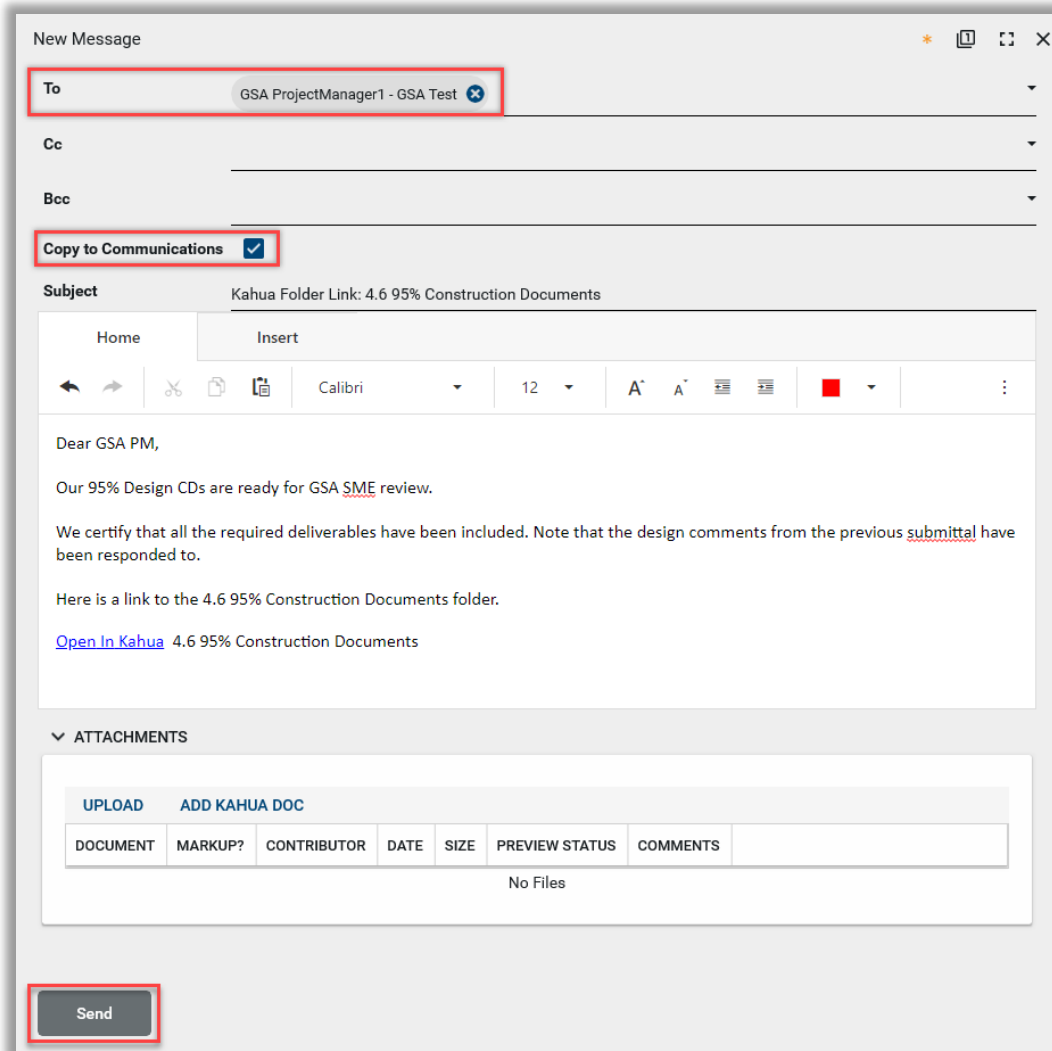 New Message
To GSA ProjectManager1 - GSA Test
Cc
Bcc
Copy to Communications
Subject Kahua Folder Link: 4.6 95% Construction Documents
Home Insert
Calibri 12 A A
Dear GSA PM,
Our 95% Design CDs are ready for GSA SME review.
We certify that all the required deliverables have been included. Note that the design comments from the previous submittal have
been responded to.
Here is a link to the 4.6 95% Construction Documents folder.
Open In Kahua 4.6 95% Construction Documents
ATTACHMENTS
UPLOAD ADD KAHUA DOC
DOCUMENT MARKUP? CONTRIBUTOR DATE SIZE PREVIEW STATUS COMMENTS
No Files
Send